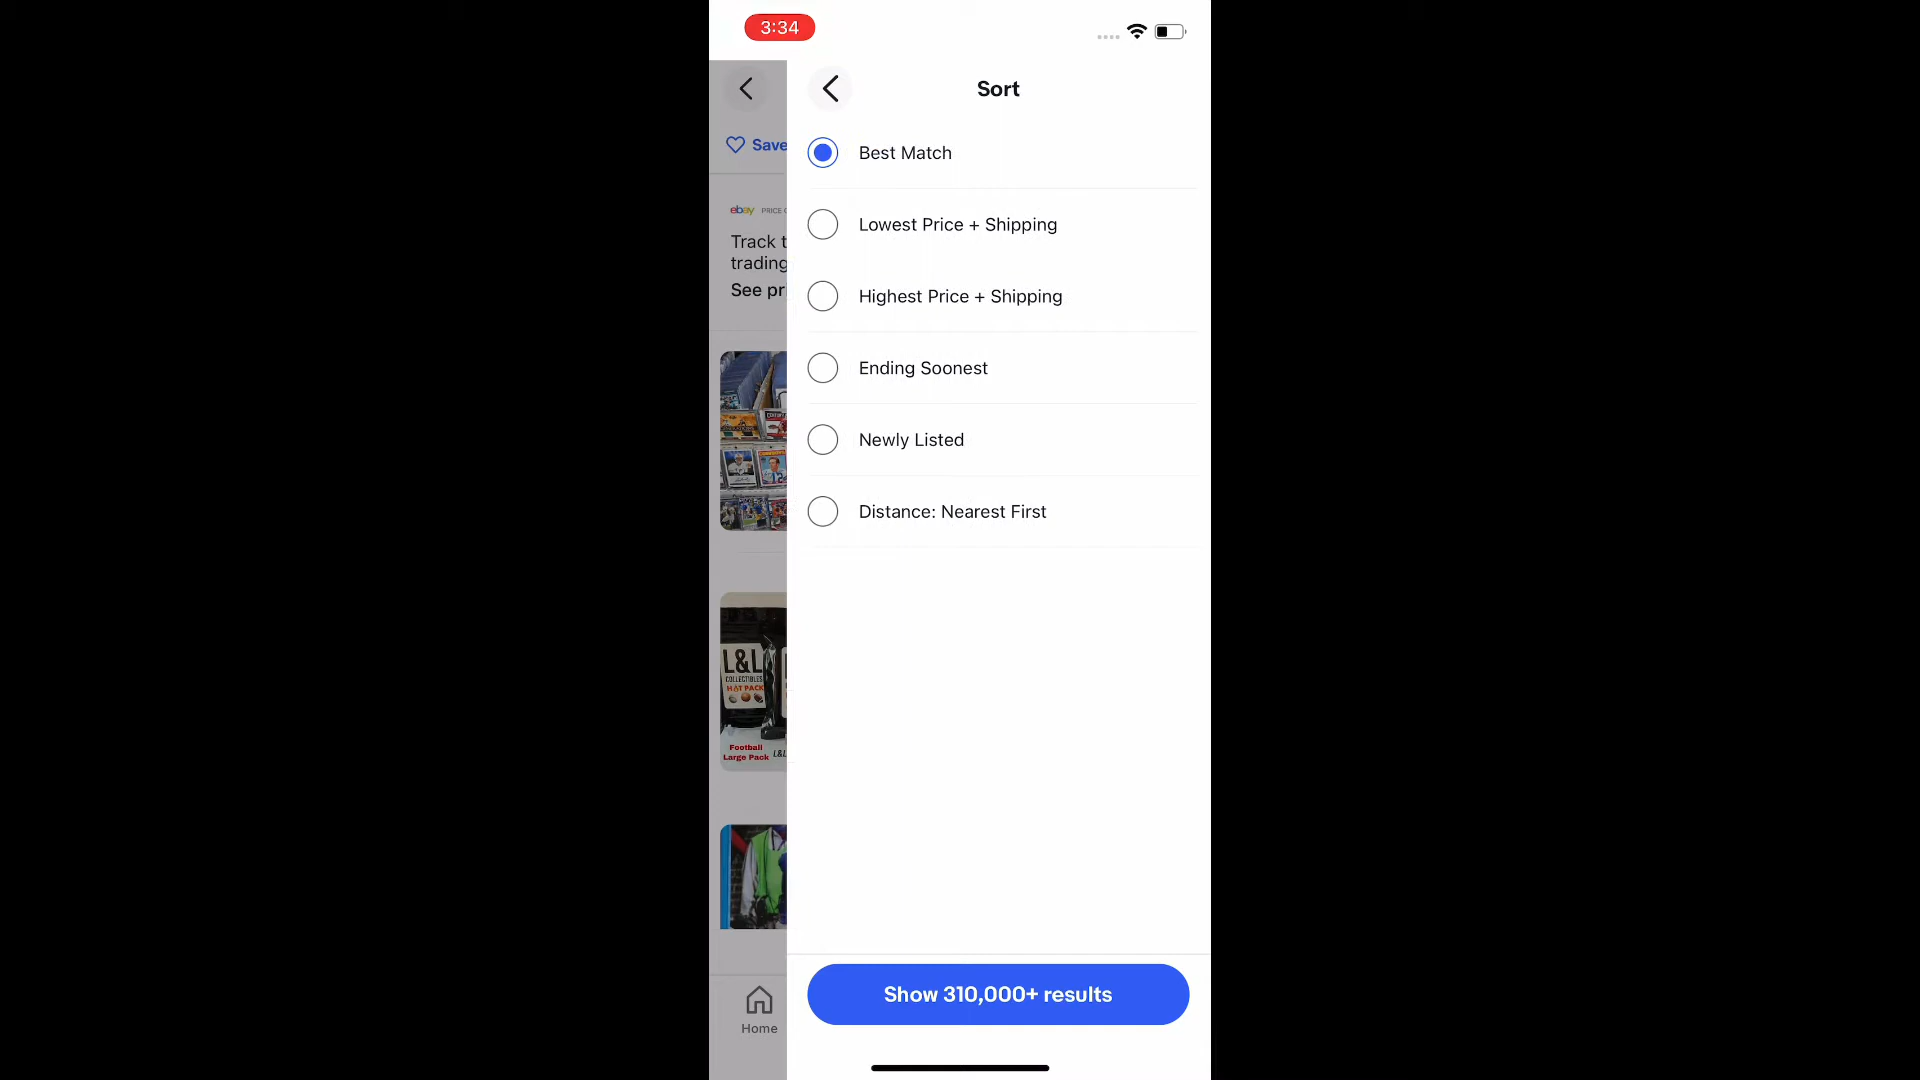 3:34
Sort
Save
Best Match
ebay PRICE
Track t
trading
See pr
Lowest Price + Shipping
Highest Price + Shipping
Ending Soonest
Newly Listed
Distance: Nearest First
L&L
COLLECTIBLES
HOT PACK
Football
Large Pack
L&L
Show 310,000+ results
Home